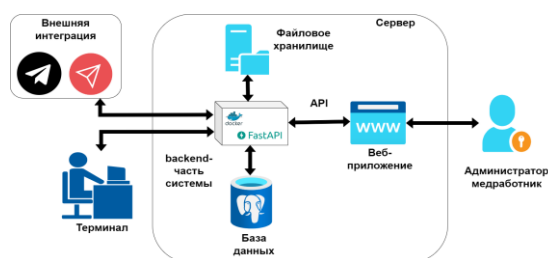 Внешняя
интеграция
Файловое
хранилище
Сервер
docker
FastAPI
API
WWW
Веб-
приложение
Администратор
медработник
backend-
часть
системы
Терминал
База
данных